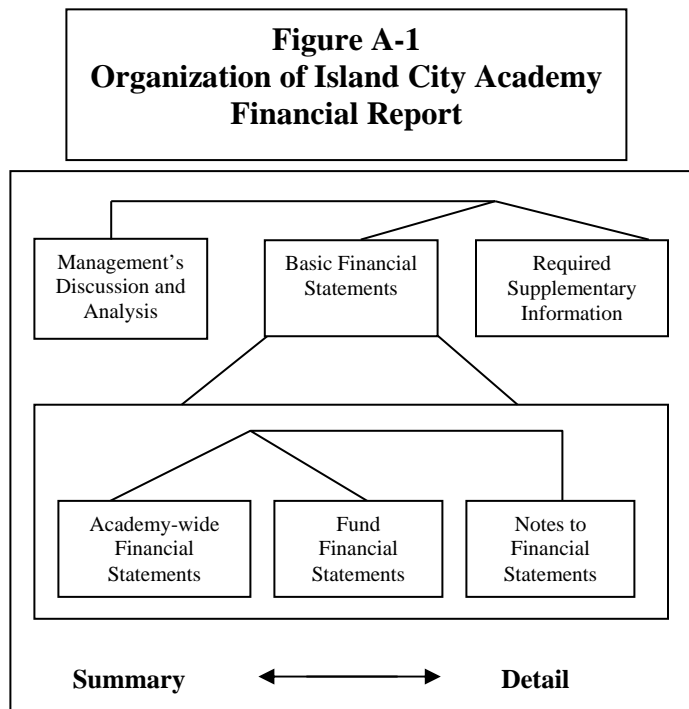 Figure A-1
Organization of Island City Academy
Financial Report
Management’s
Discussion and
Analysis
Basic Financial
Statements
Required
Supplementary
Information
Academy-wide
Financial
Statements
Fund
Financial
Statements
Notes to
Financial
Statements
Summary
Detail